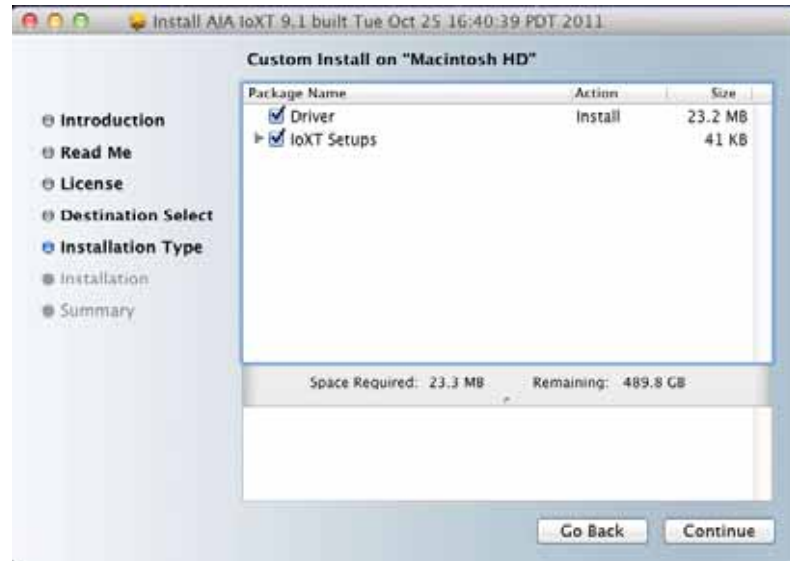 Install AJA IoXT 9.1 built Tue Oct 25 16:40:39 PDT 2011
Custom Install on "Macintosh HD"
Introduction
Read Me
License
Destination Select
Installation Type
Installation
Summary
Package Name Action Size
Driver Install 23.2 MB
IoXT Setups 41 KB
Space Required: 23.3 MB Remaining: 489.8 GB
Go Back Continue